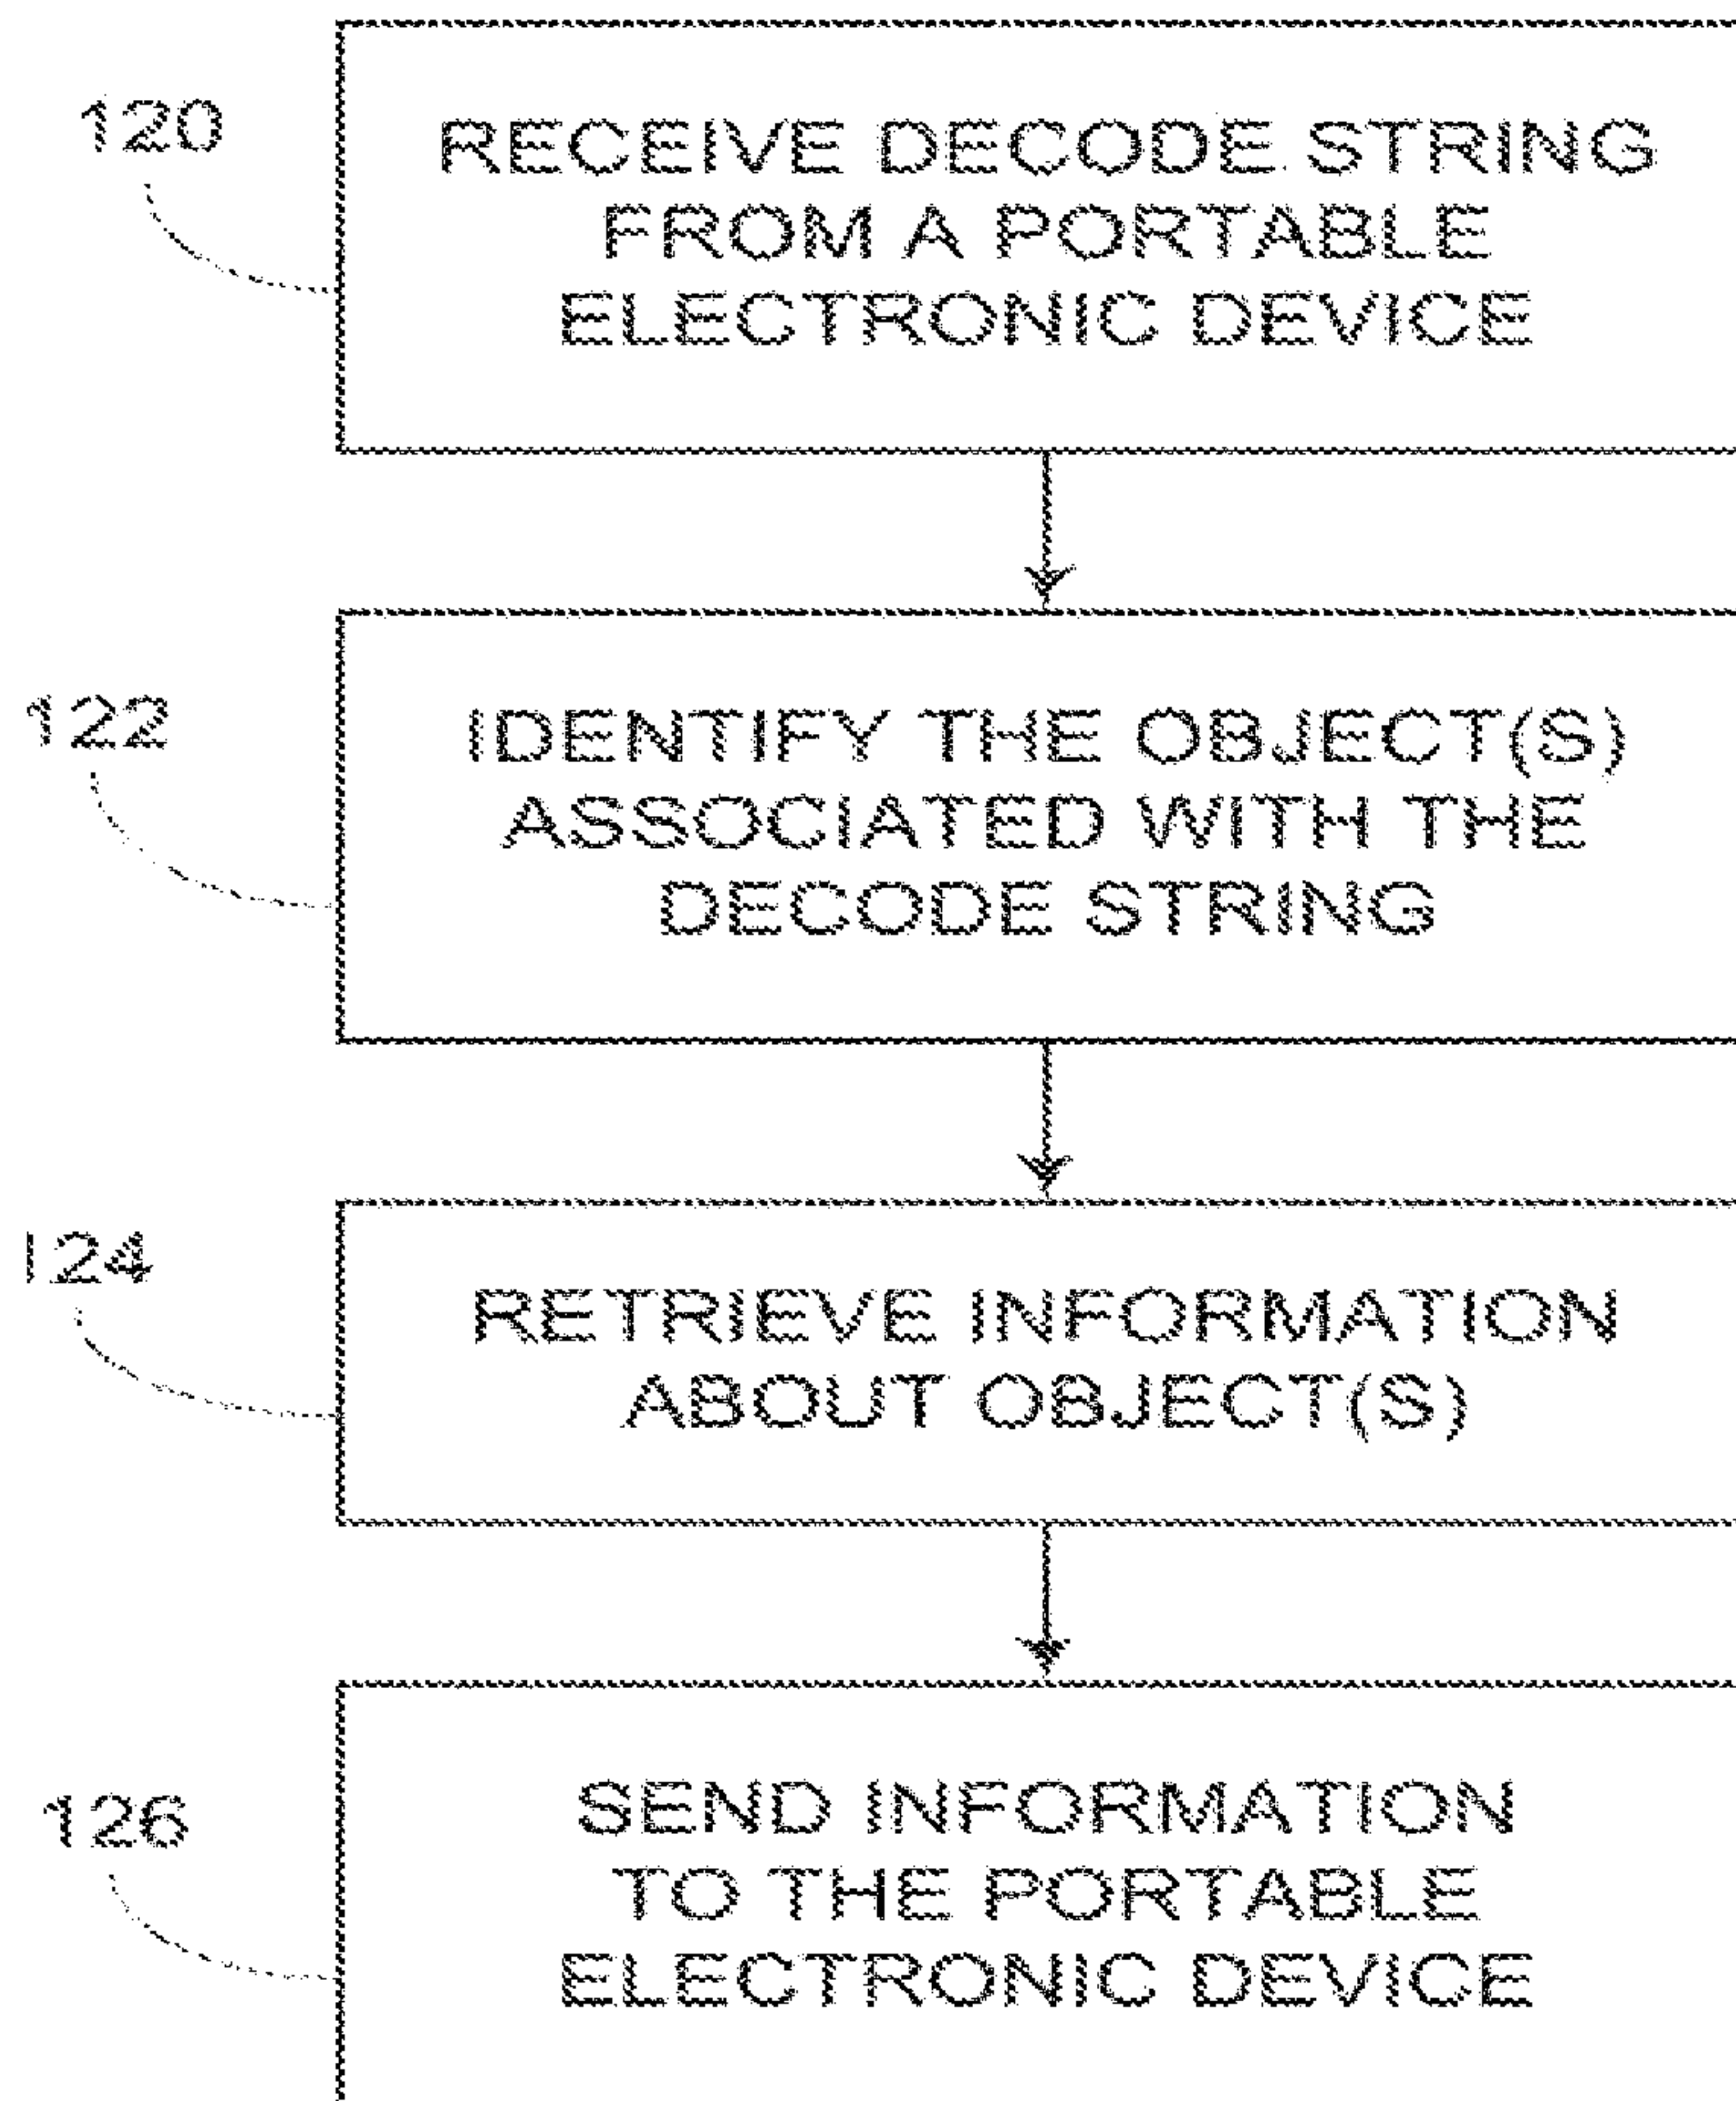 120
RECEIVE DECODE STRING
FROM A PORTABLE
ELECTRONIC DEVICE
122
IDENTIFY THE OBJECT(S)
ASSOCIATED WITH THE
DECODE STRING
124
RETRIEVE INFORMATION
ABOUT OBJECT(S)
126
SEND INFORMATION
TO THE PORTABLE
ELECTRONIC DEVICE